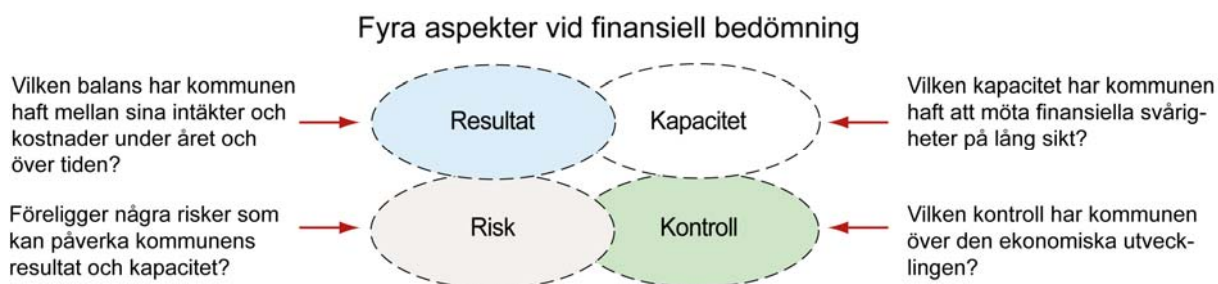 Fyra aspekter vid finansiell bedömning
Vilken balans har kommunen
haft mellan sina intäkter och
kostnader under året och
över tiden?
Resultat
Kapacitet
Vilken kapacitet har kommunen
haft att möta finansiella svårig-
heter på lång sikt?
Föreligger några risker som
kan påverka kommunens
resultat och kapacitet?
Risk
Kontroll
Vilken kontroll har kommunen
över den ekonomiska utveck-
lingen?